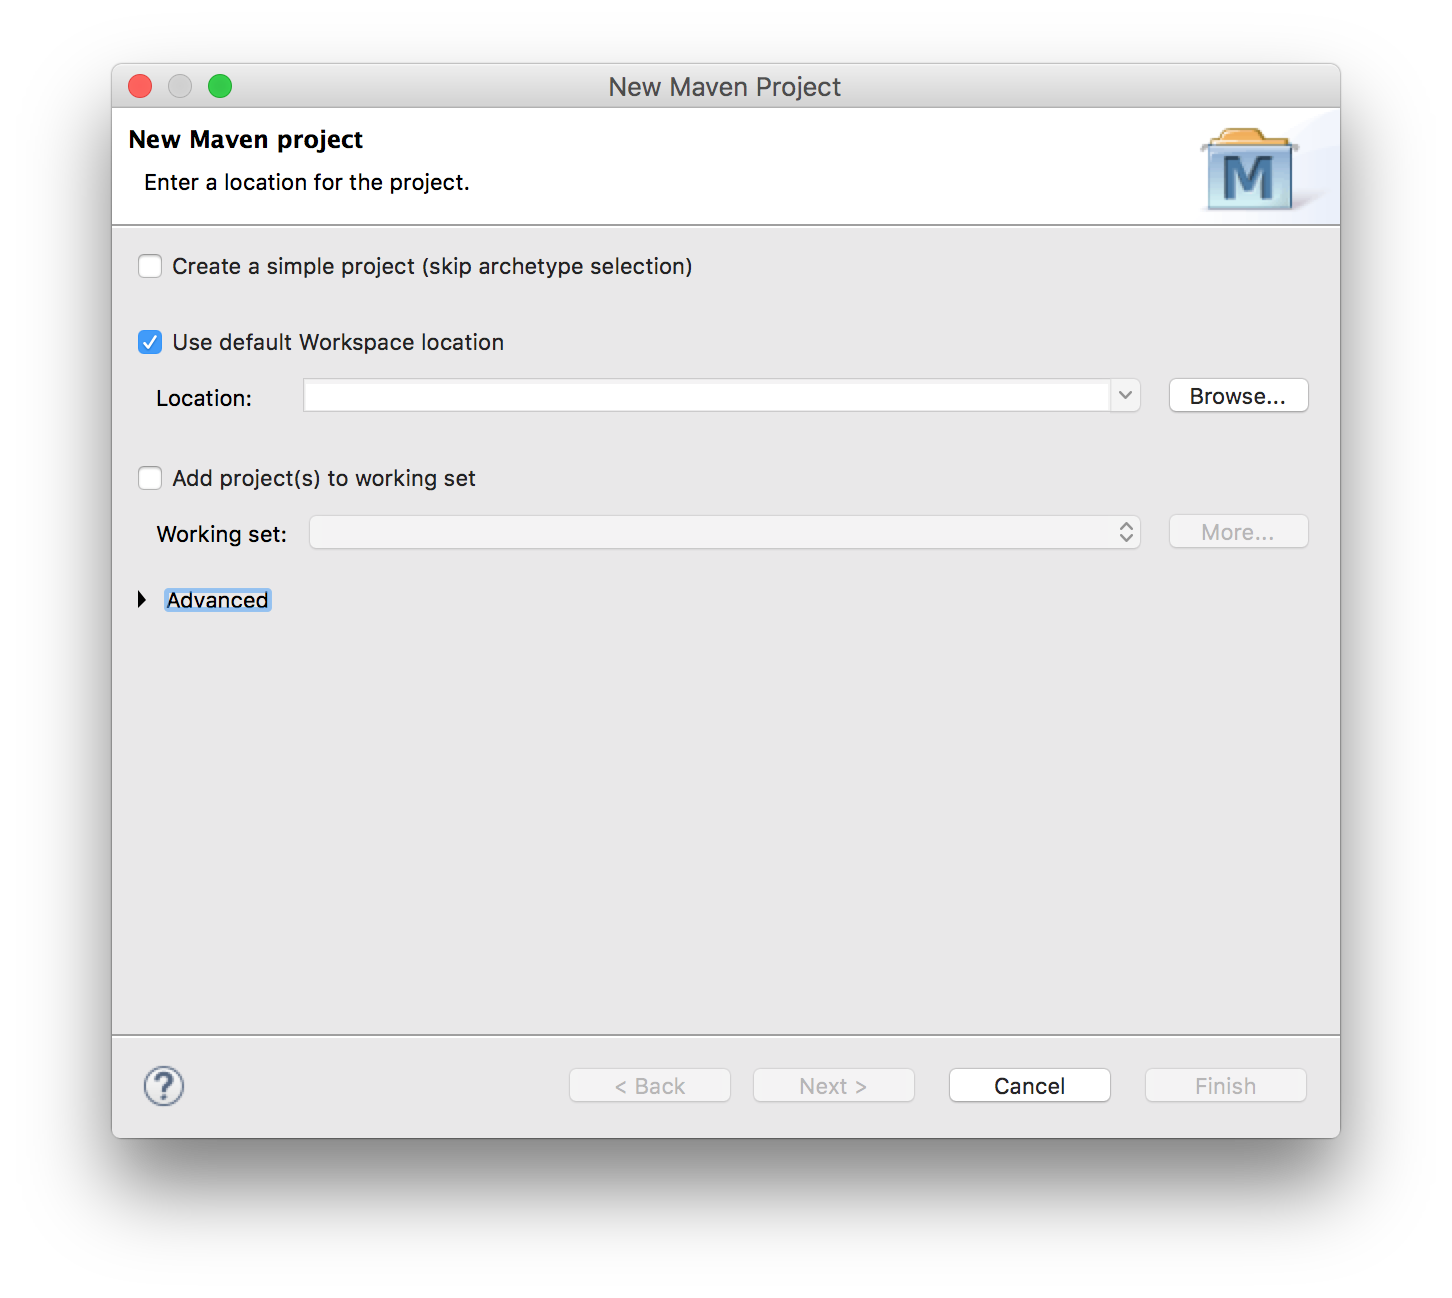 New Maven Project
New Maven project
Enter a location for the project.
M
Create a simple project (skip archetype selection)
Use default Workspace location
Location: Browse...
Add project(s) to working set
Working set: More...
Advanced
? < Back Next > Cancel Finish